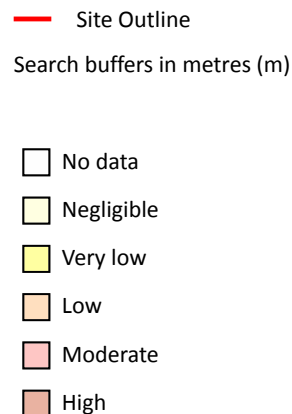 Site Outline
Search buffers in metres (m)
No data
Negligible
Very low
Low
Moderate
High